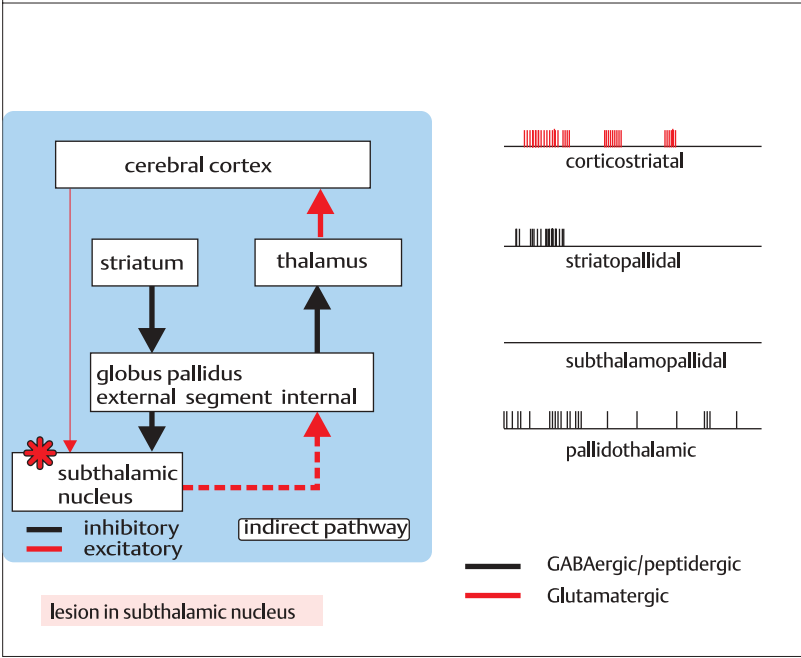 cerebral cortex
striatum
thalamus
globus pallidus
external segment internal
subthalamic
nucleus
inhibitory
excitatory
indirect pathway
lesion in subthalamic nucleus
corticostriatal
striatopallidal
subthalamopallidal
pallidothalamic
GABAergic/peptidergic
Glutamatergic